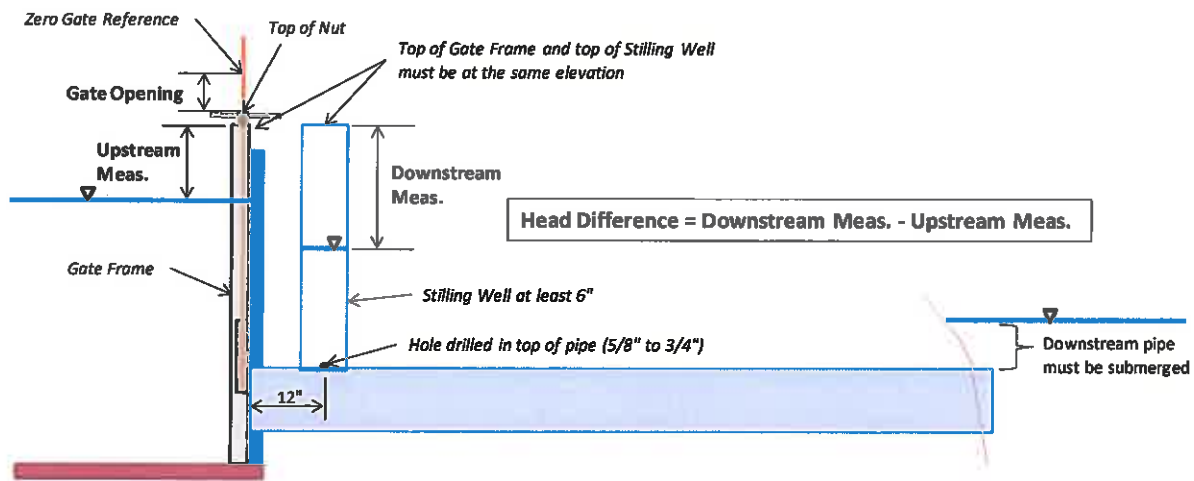 Zero Gate Reference
Top of Nut
Top of Gate Frame and top of Stilling Well
must be at the same elevation
Gate Opening
Upstream
Meas.
Downstream
Meas.
Head Difference = Downstream Meas. - Upstream Meas.
Gate Frame
Stilling Well at least 6"
Hole drilled in top of pipe (5/8" to 3/4")
Downstream pipe
must be submerged
12"